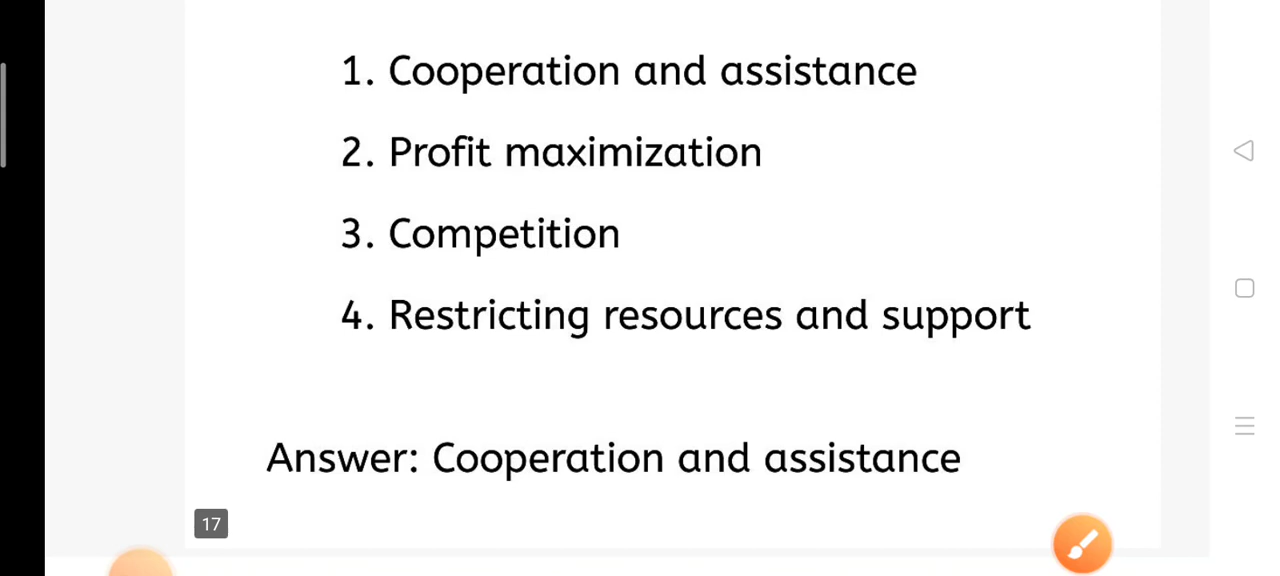 1. Cooperation and assistance
2. Profit maximization
3. Competition
4. Restricting resources and support
Answer: Cooperation and assistance
17